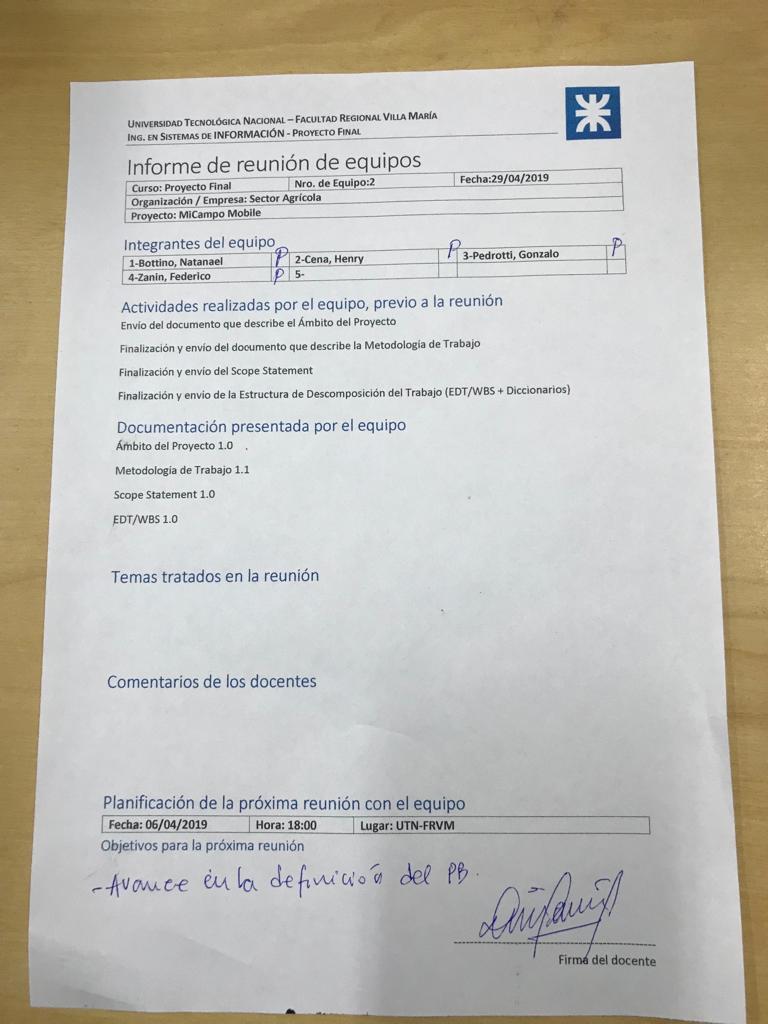 UNIVERSIDAD TECNOLÓGICA NACIONAL – FACULTAD REGIONAL VILLA MARÍA
ING. EN SISTEMAS DE INFORMACIÓN - PROYECTO FINAL
Informe de reunión de equipos
Curso: Proyecto Final Nro. de Equipo:2 Fecha:29/04/2019
Organización / Empresa: Sector Agrícola
Proyecto: MiCampo Mobile
Integrantes del equipo
1-Bottino, Natanael P 2-Cena, Henry P 3-Pedrotti, Gonzalo P
4-Zanin, Federico P 5-
Actividades realizadas por el equipo, previo a la reunión
Envío del documento que describe el Ámbito del Proyecto
Finalización y envío del documento que describe la Metodología de Trabajo
Finalización y envío del Scope Statement
Finalización y envío de la Estructura de Descomposición del Trabajo (EDT/WBS + Diccionarios)
Documentación presentada por el equipo
Ámbito del Proyecto 1.0
Metodología de Trabajo 1.1
Scope Statement 1.0
EDT/WBS 1.0
Temas tratados en la reunión
Comentarios de los docentes
Planificación de la próxima reunión con el equipo
Fecha: 06/04/2019 Hora: 18:00 Lugar: UTN-FRVM
Objetivos para la próxima reunión
- Avance en la definición del PB.
Firma del docente